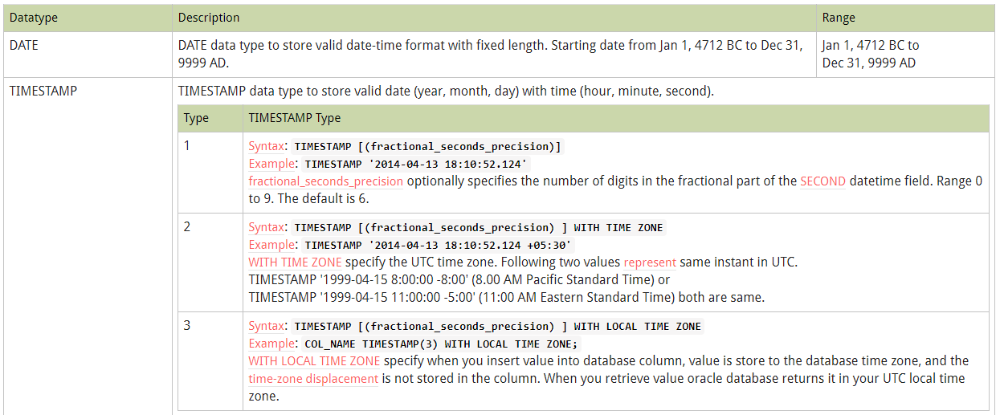 Datatype Description Range
DATE DATE data type to store valid date-time format with fixed length. Starting date from Jan 1, 4712 BC to Dec 31, Jan 1, 4712 BC to
9999 AD. Dec 31, 9999 AD
TIMESTAMP TIMESTAMP data type to store valid date (year, month, day) with time (hour, minute, second).
Type TIMESTAMP Type
1 Syntax: TIMESTAMP [(fractional_seconds_precision)]
Example: TIMESTAMP '2014-04-13 18:10:52.124'
fractional_seconds_precision optionally specifies the number of digits in the fractional part of the SECOND datetime field. Range 0
to 9. The default is 6.
2 Syntax: TIMESTAMP [(fractional_seconds_precision) ] WITH TIME ZONE
Example: TIMESTAMP '2014-04-13 18:10:52.124 +05:30'
WITH TIME ZONE specify the UTC time zone. Following two values represent same instant in UTC.
TIMESTAMP '1999-04-15 8:00:00 -8:00' (8.00 AM Pacific Standard Time) or
TIMESTAMP '1999-04-15 11:00:00 -5:00' (11:00 AM Eastern Standard Time) both are same.
3 Syntax: TIMESTAMP [(fractional_seconds_precision) ] WITH LOCAL TIME ZONE
Example: COL_NAME TIMESTAMP(3) WITH LOCAL TIME ZONE;
WITH LOCAL TIME ZONE specify when you insert value into database column, value is store to the database time zone, and the
time-zone displacement is not stored in the column. When you retrieve value oracle database returns it in your UTC local time
zone.